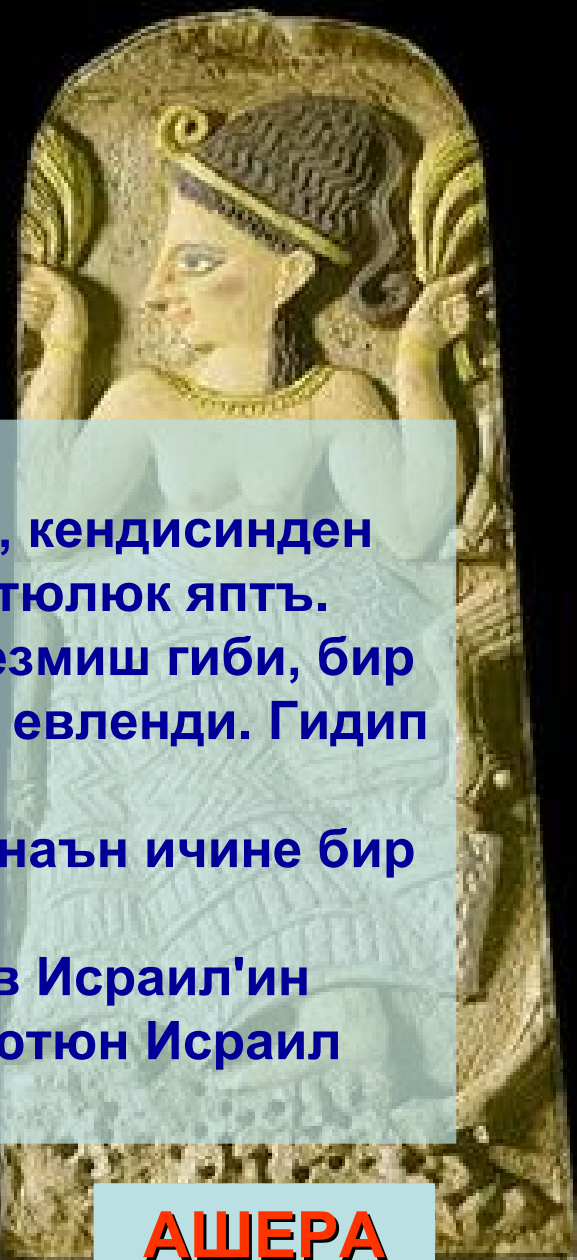 , кендисинден
тюлюк яптъ.
езмиш гиби, бир
евленди. Гидип
наън ичине бир
в Исраил'ин
отюн Исраил
АШЕРА